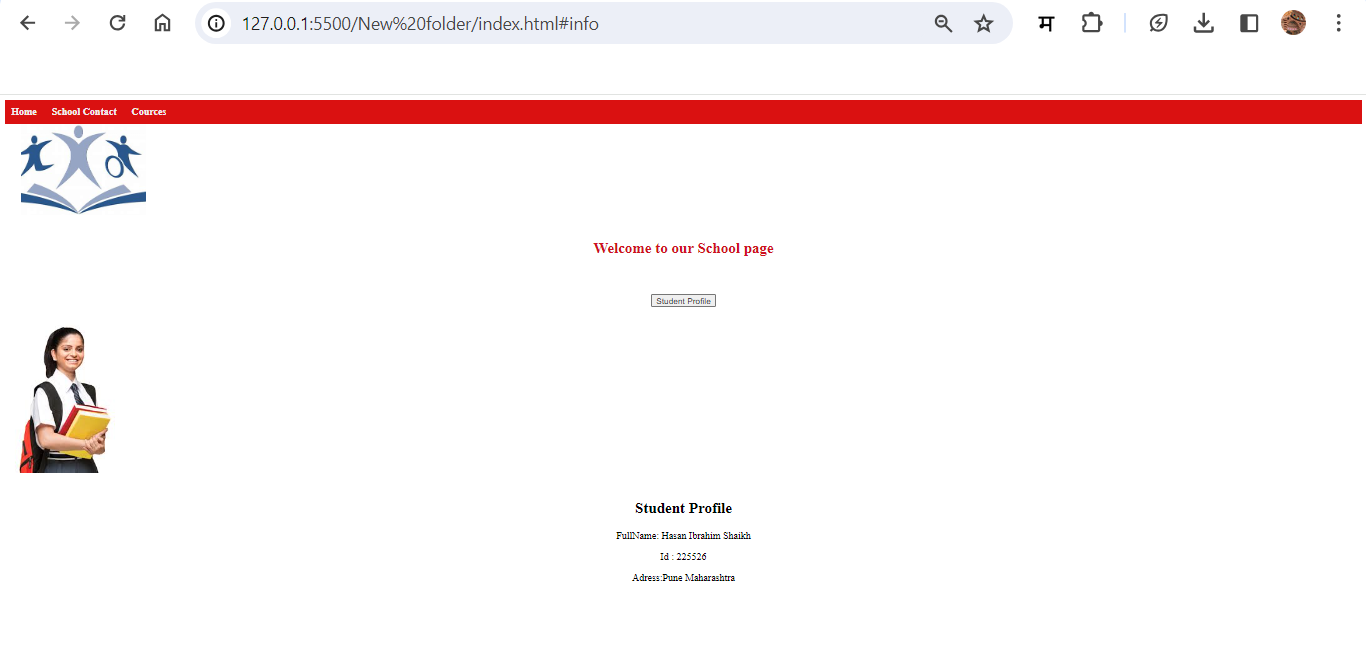 127.0.0.1:5500/New%20folder/index.html#info
म
Home School Contact Cources
Welcome to our School page
Student Profile
Student Profile
FullName: Hasan Ibrahim Shaikh
Id : 225526
Adress:Pune Maharashtra